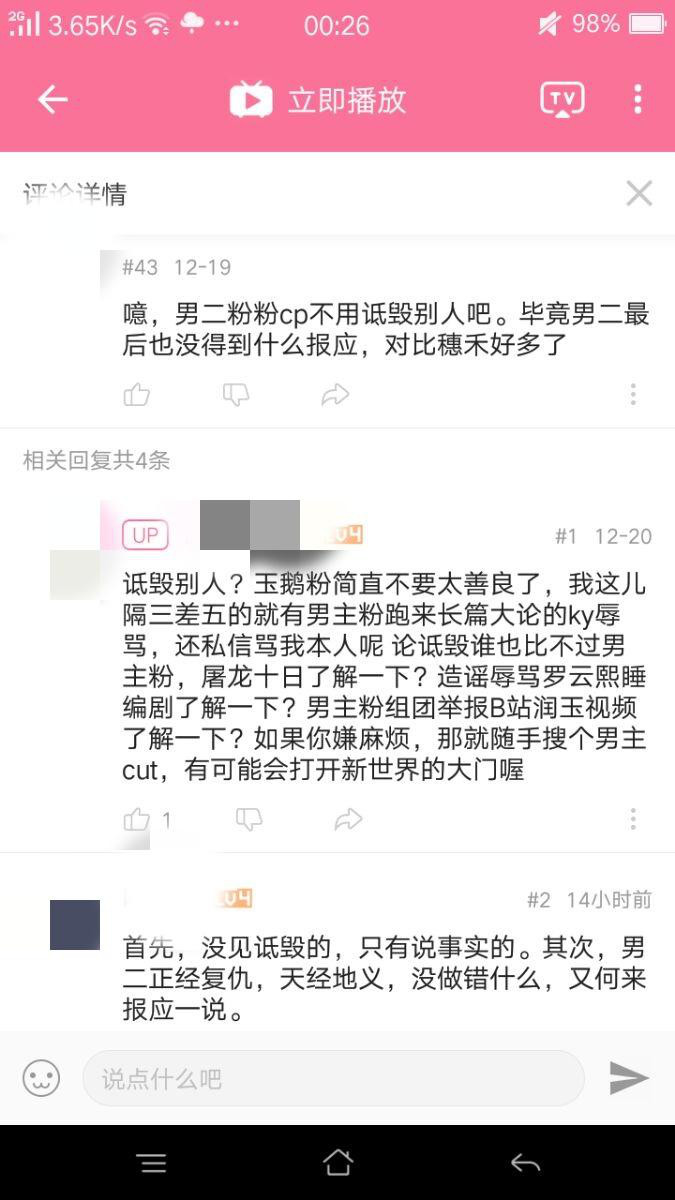 2G 3.65K/s ... 00:26 98%
立即播放 TV
评论详情
#43 12-19
噫，男二粉粉cp不用诋毁别人吧。毕竟男二最
后也没得到什么报应，对比穗禾好多了
相关回复共4条
UP LV4 #1 12-20
诋毁别人？玉鹅粉简直不要太善良了，我这儿
隔三差五的就有男主粉跑来长篇大论的ky辱
骂，还私信骂我本人呢 论诋毁谁也比不过男
主粉，屠龙十日了解一下？造谣辱骂罗云熙睡
编剧了解一下？男主粉组团举报B站润玉视频
了解一下？如果你嫌麻烦，那就随手搜个男主
cut，有可能会打开新世界的大门喔
1
LV4 #2 14小时前
首先，没见诋毁的，只有说事实的。其次，男
二正经复仇，天经地义，没做错什么，又何来
报应一说。
说点什么吧